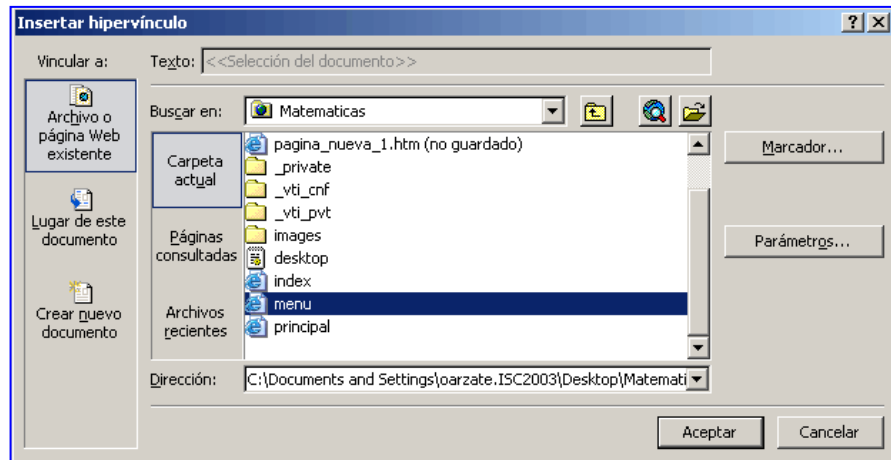 Insertar hipervínculo
Vincular a:
Texto: <<Selección del documento>>
Archivo o
página Web
existente
Lugar de este
documento
Crear nuevo
documento
Buscar en: Matematicas
Carpeta
actual
Páginas
consultadas
Archivos
recientes
pagina_nueva_1.htm (no guardado)
_private
_vti_cnf
_vti_pvt
images
desktop
index
menu
principal
Marcador...
Parámetros...
Dirección: C:\Documents and Settings\oarzate.ISC2003\Desktop\Matemati
Aceptar
Cancelar